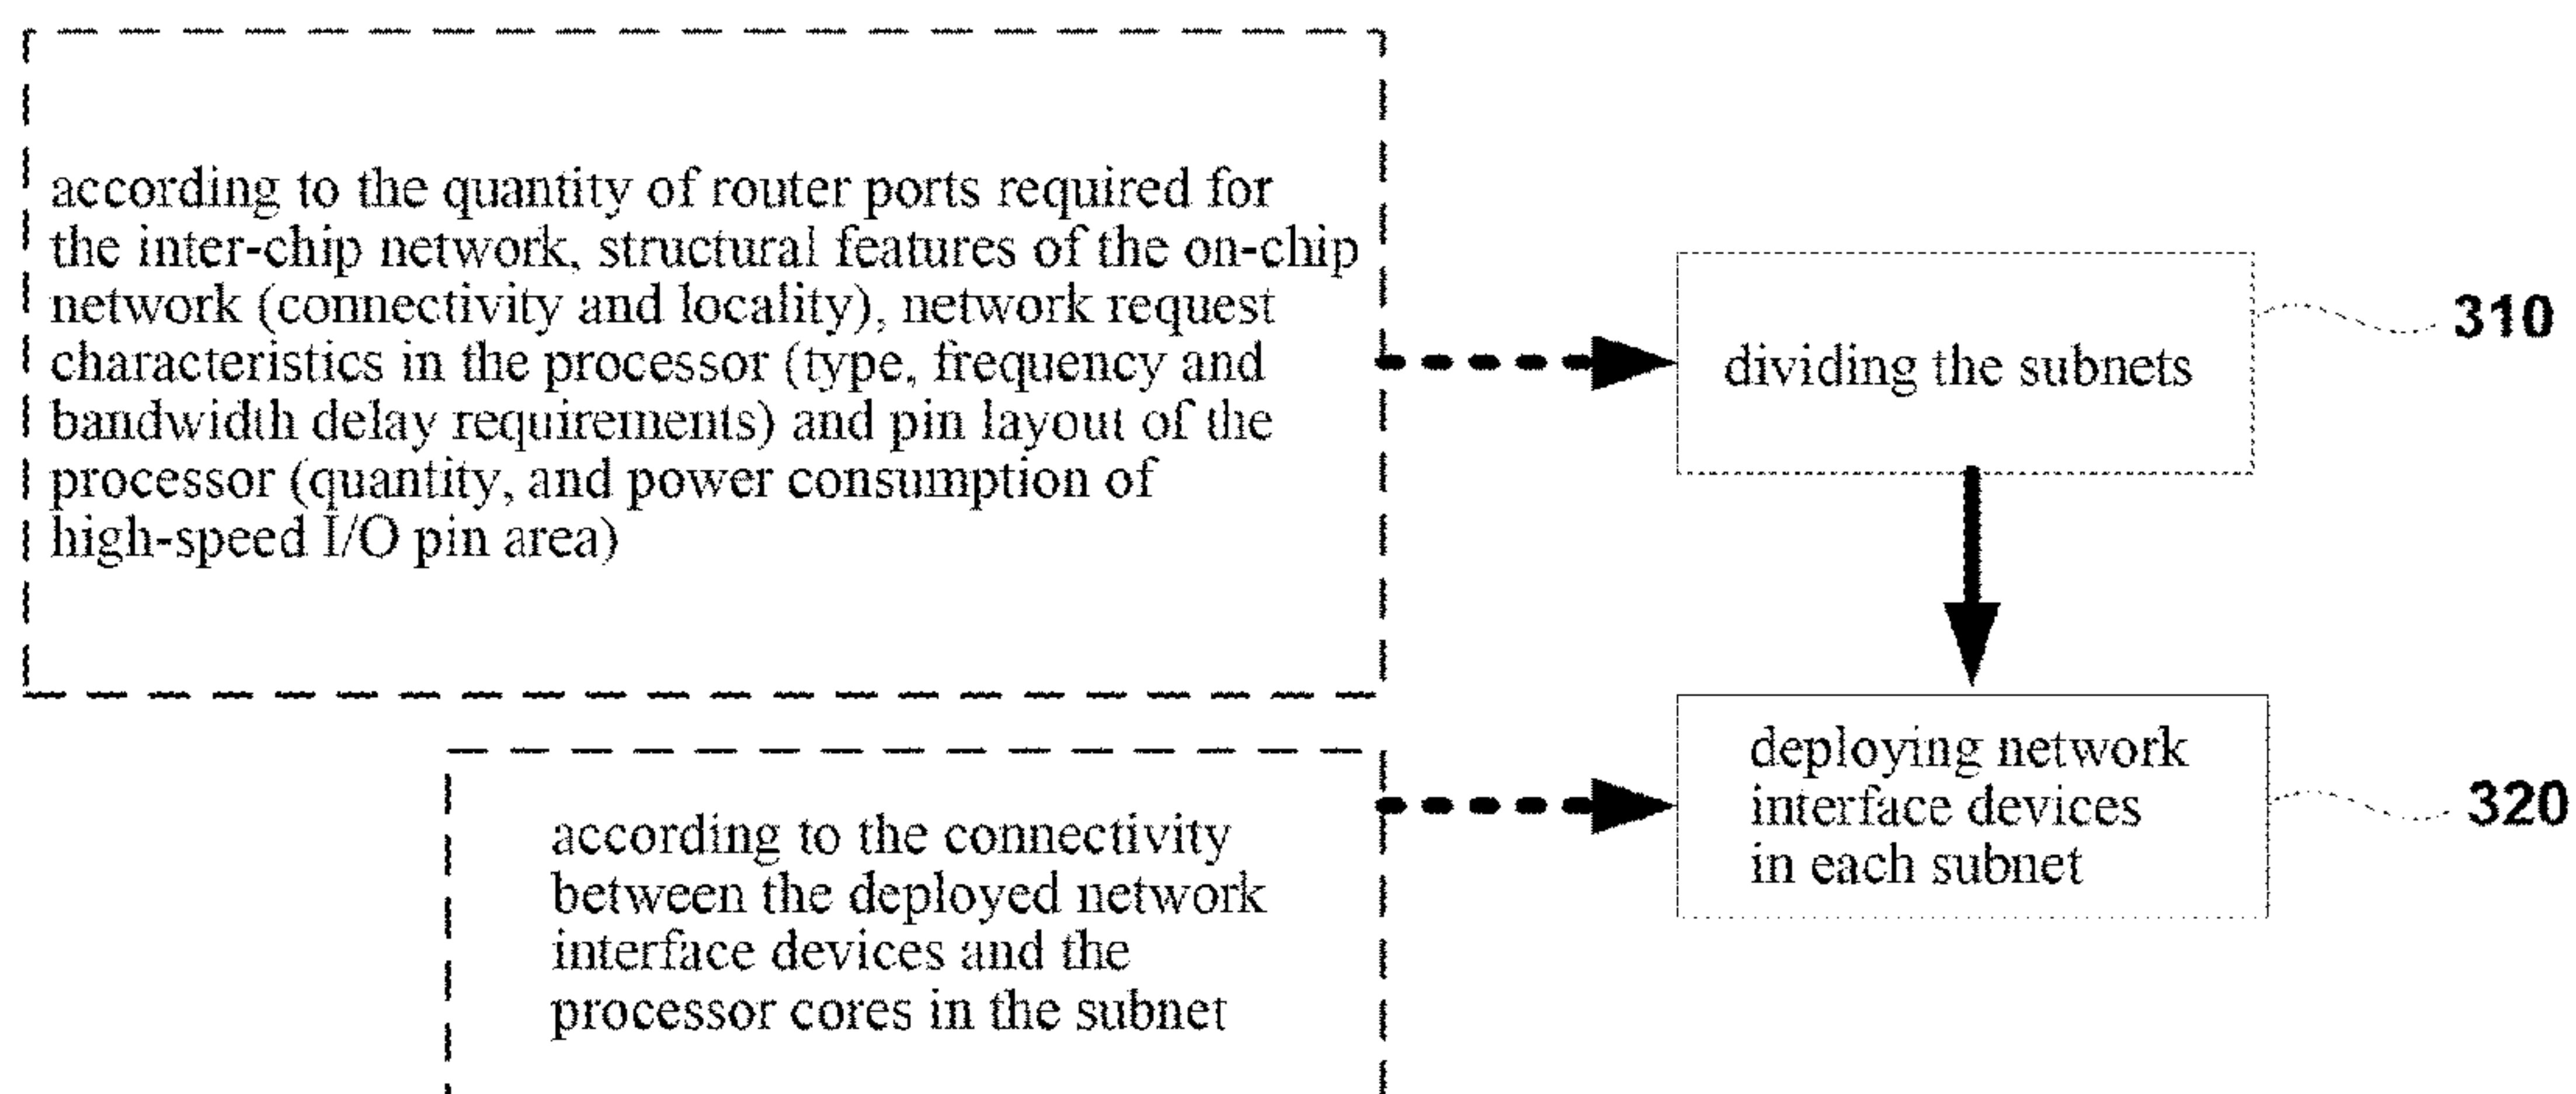 according to the quantity of router ports required for
the inter-chip network, structural features of the on-chip
network (connectivity and locality), network request
characteristics in the processor (type, frequency and
bandwidth delay requirements) and pin layout of the
processor (quantity, and power consumption of
high-speed I/O pin area)
dividing the subnets
310
deploying network
interface devices
in each subnet
320
according to the connectivity
between the deployed network
interface devices and the
processor cores in the subnet